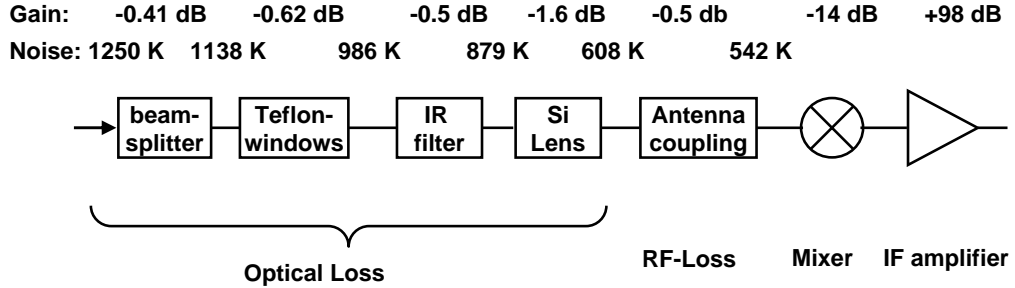 Gain: -0.41 dB -0.62 dB -0.5 dB -1.6 dB -0.5 db -14 dB +98 dB
Noise: 1250 K 1138 K 986 K 879 K 608 K 542 K
beam-
splitter
Teflon-
windows
IR
filter
Si
Lens
Antenna
coupling
Optical Loss
RF-Loss
Mixer
IF amplifier